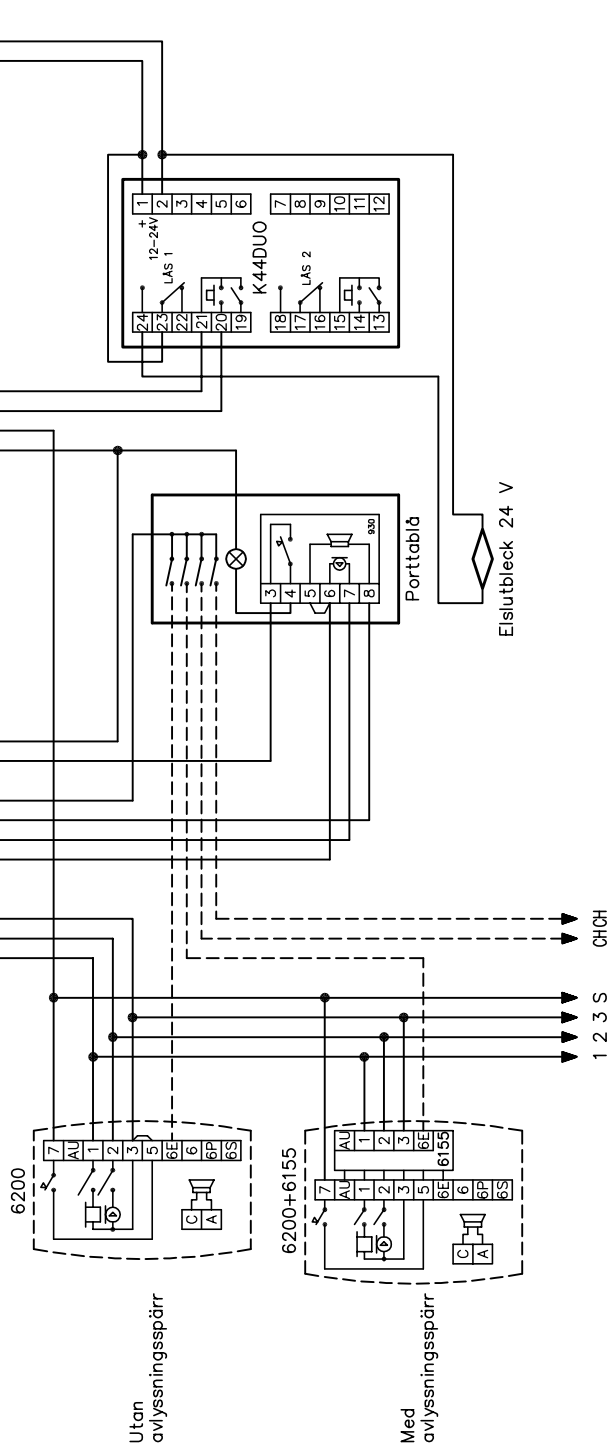 1 2 3 4 5 6
7 8 9 10 11 12
+
12-24V
LÅS 1
K44DUO
LÅS 2
24 23 22 21 20 19
18 17 16 15 14 13
930
3 4 5 6 7 8
Porttablå
Elslutbleck 24 V
CHCH
1 2 3 S
6200
7 AU 1 2 3 5 6E 6 6P 6S
C A
Utan
avlyssningsspärr
6200+6155
AU 1 2 3 6E
6155
7 AU 1 2 3 5 6E 6 6P 6S
C A
Med
avlyssningsspärr